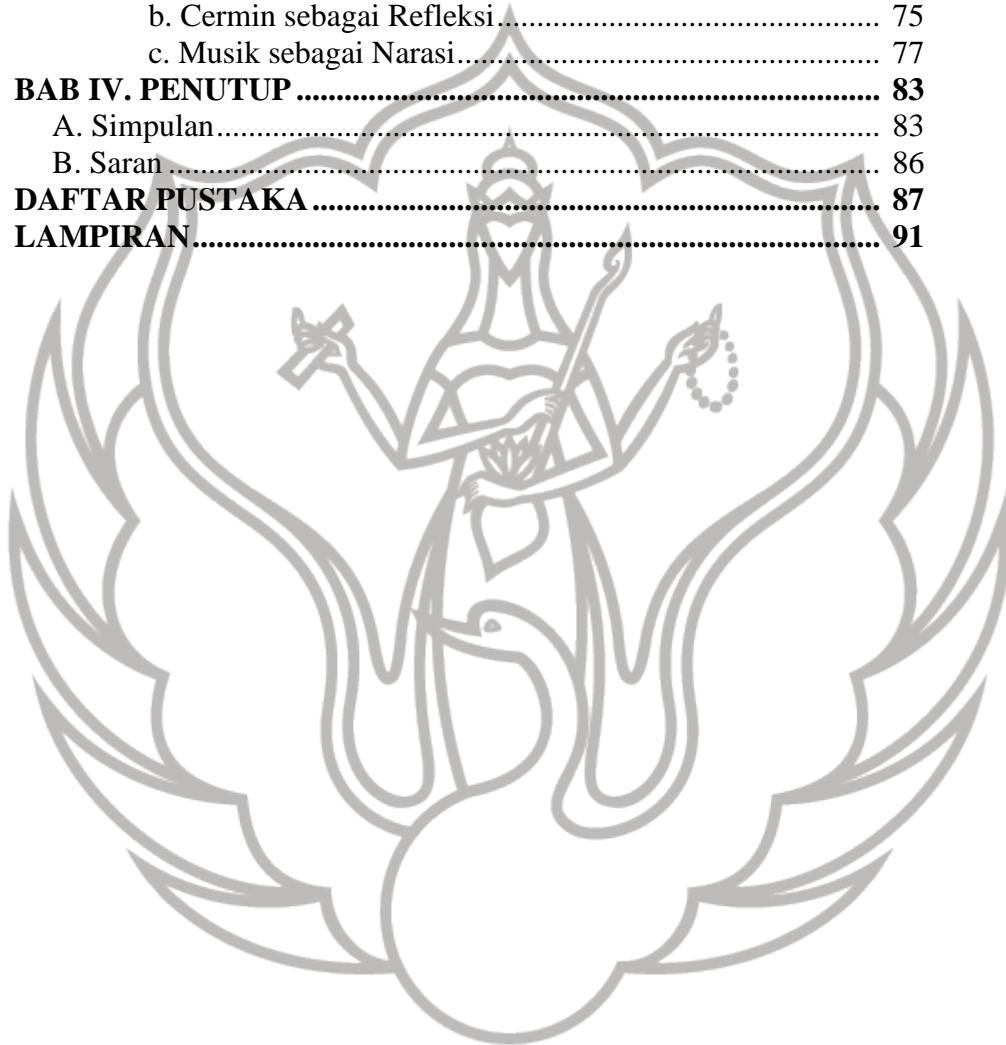 b. Cermin sebagai Refleksi................................................ 75
c. Musik sebagai Narasi..................................................... 77
BAB IV. PENUTUP ......................................................................... 83
A. Simpulan................................................................................... 83
B. Saran ......................................................................................... 86
DAFTAR PUSTAKA ....................................................................... 87
LAMPIRAN...................................................................................... 91